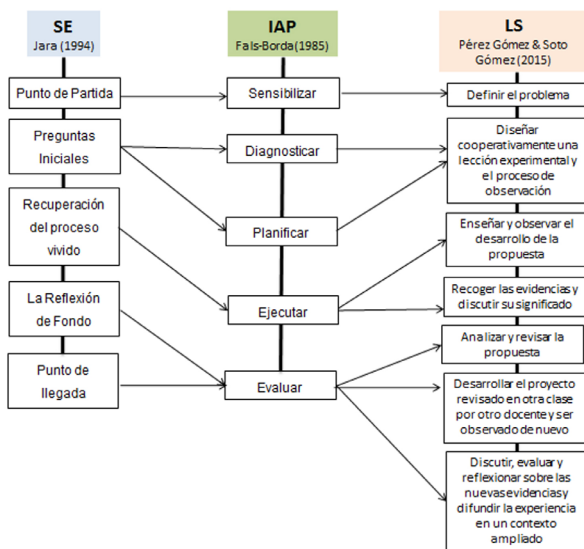 SE
Jara (1994)
Punto de Partida
Preguntas
Iniciales
Recuperación
del proceso
vivido
La Reflexión
de Fondo
Punto de
llegada
IAP
Fals-Borda(1985)
Sensibilizar
Diagnosticar
Planificar
Ejecutar
Evaluar
LS
Pérez Gómez & Soto
Gómez (2015)
Definir el problema
Diseñar
cooperativamente una
lección experimental y
el proceso de
observación
Enseñar y observar el
desarrollo de la
propuesta
Recoger las evidencias y
discutir su significado
Analizar y revisar la
propuesta
Desarrollar el proyecto
revisado en otra clase
por otro docente y ser
observado de nuevo
Discutir, evaluar y
reflexionar sobre las
nuevas evidencias y
difundir la experiencia
en un contexto
ampliado